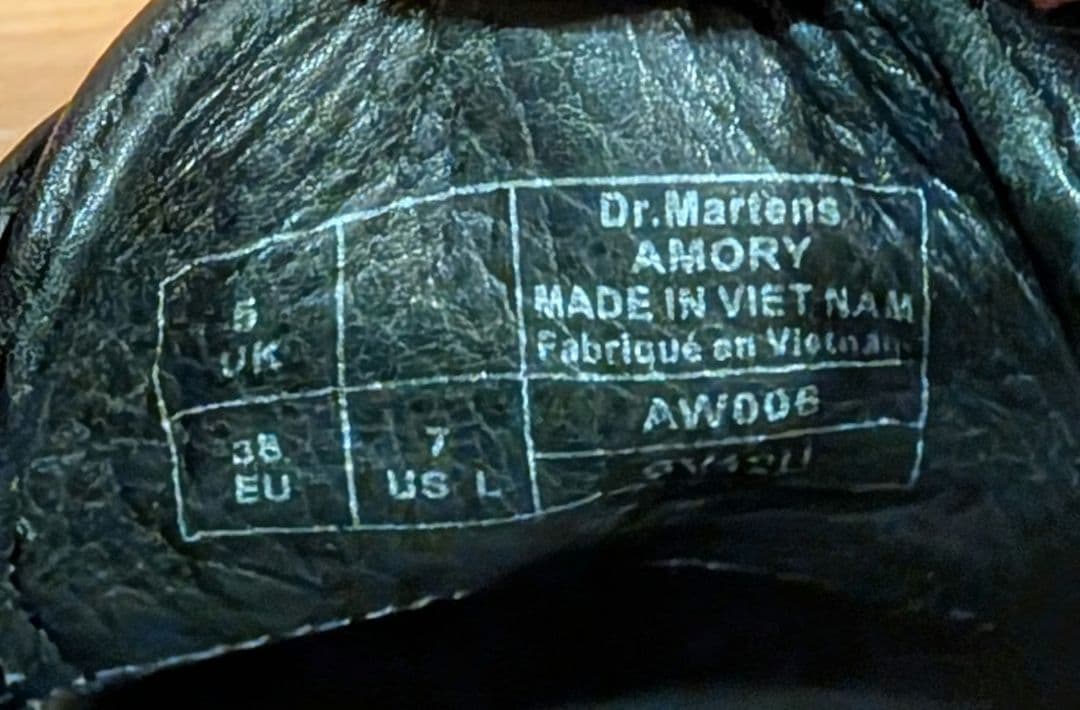 5
UK
38
EU
7
US L
Dr.Martens
AMORY
MADE IN VIET NAM
Fabriqué en Vietnam
AW006